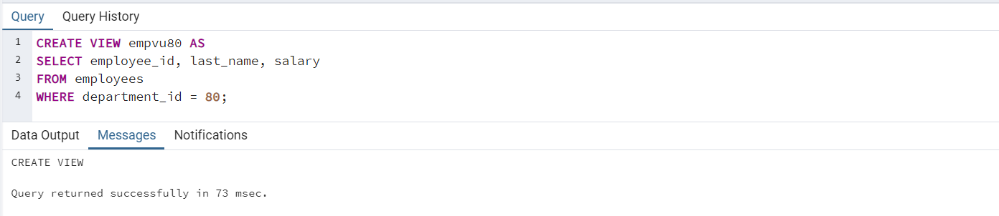 Query Query History
1 CREATE VIEW empvu80 AS
2 SELECT employee_id, last_name, salary
3 FROM employees
4 WHERE department_id = 80;
Data Output Messages Notifications
CREATE VIEW
Query returned successfully in 73 msec.